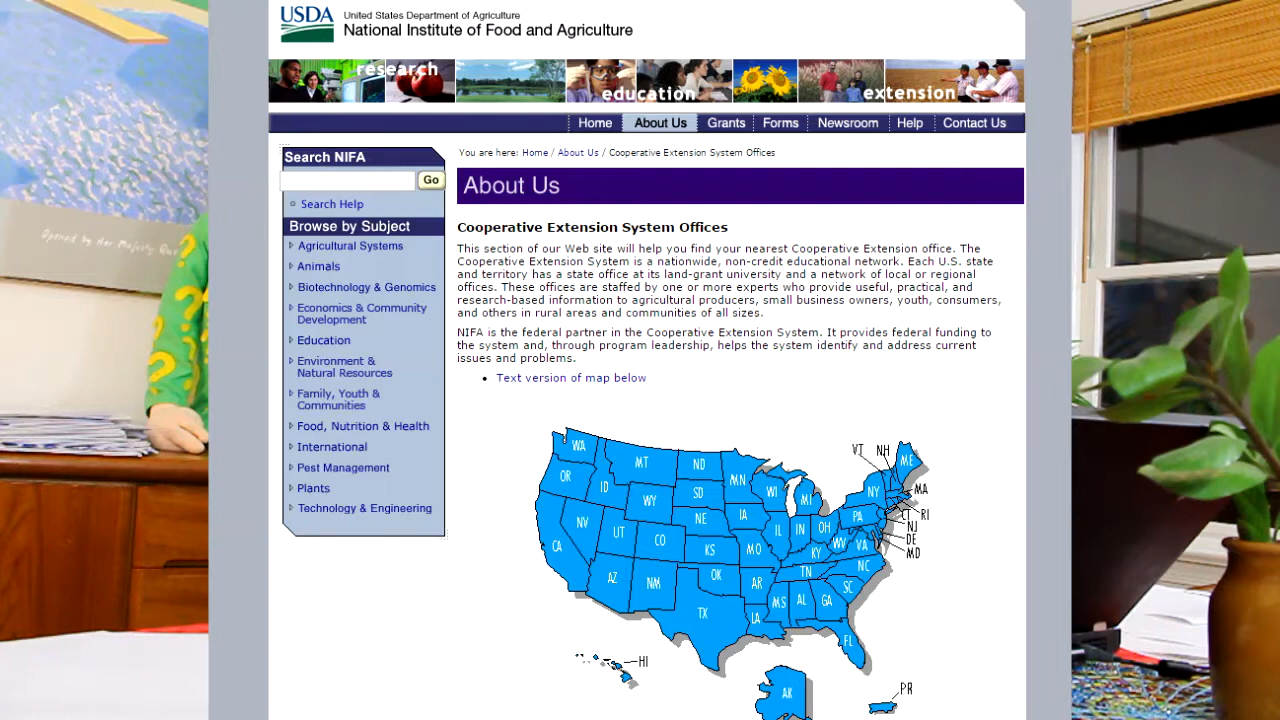 USDA
United States Department of Agriculture
National Institute of Food and Agriculture
research
education
extension
Home
About Us
Grants
Forms
Newsroom
Help
Contact Us
Search NIFA
Go
Search Help
Browse by Subject
Agricultural Systems
Animals
Biotechnology & Genomics
Economics & Community
Development
Education
Environment &
Natural Resources
Family, Youth &
Communities
Food, Nutrition & Health
International
Pest Management
Plants
Technology & Engineering
You are here: Home / About Us / Cooperative Extension System Offices
About Us
Cooperative Extension System Offices
This section of our Web site will help you find your nearest Cooperative Extension office. The
Cooperative Extension System is a nationwide, non-credit educational network. Each U.S. state
and territory has a state office at its land-grant university and a network of local or regional
offices. These offices are staffed by one or more experts who provide useful, practical, and
research-based information to agricultural producers, small business owners, youth, consumers,
and others in rural areas and communities of all sizes.
NIFA is the federal partner in the Cooperative Extension System. It provides federal funding to
the system and, through program leadership, helps the system identify and address current
issues and problems.
• Text version of map below
WA
MT
ND
MN
VT
NH
ME
OR
ID
WY
SD
WI
MI
NY
MA
NV
UT
CO
NE
IA
IL
IN
OH
PA
CT
RI
NJ
DE
MD
CA
KS
MO
KY
WV
VA
AZ
NM
OK
AR
TN
NC
SC
TX
LA
MS
AL
GA
FL
HI
AK
PR
Opened by Her Majesty